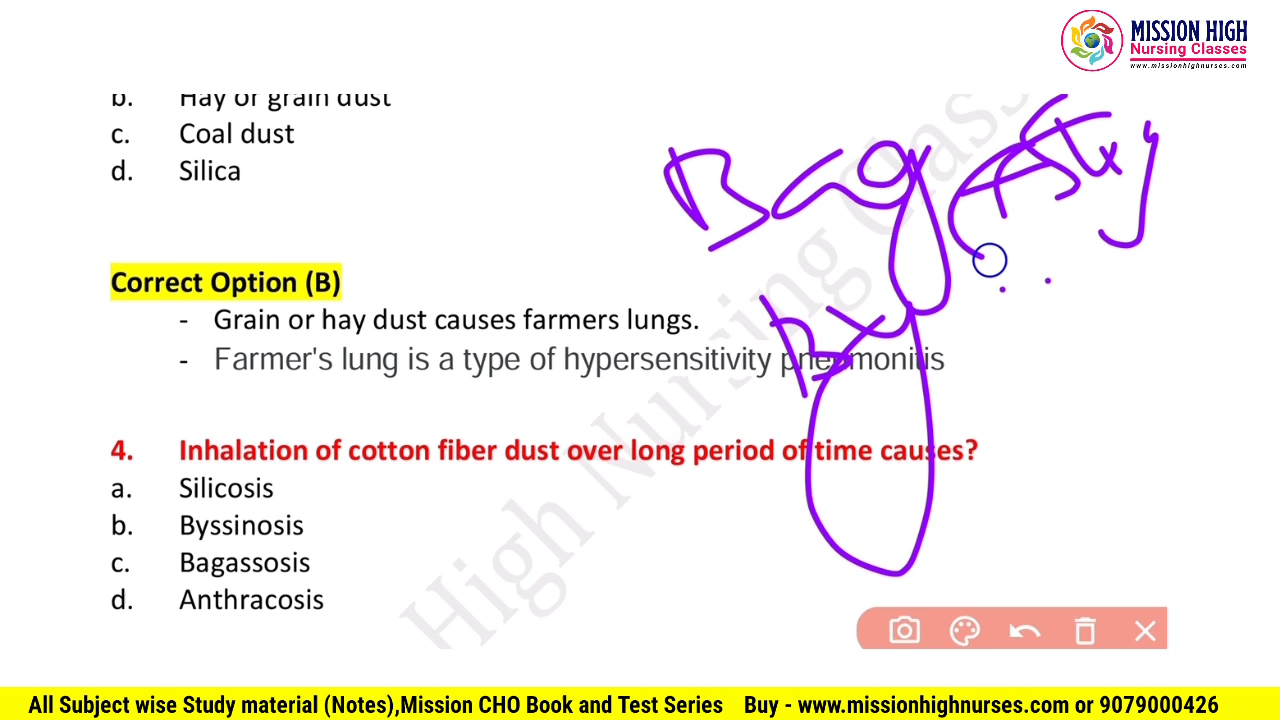 MISSION HIGH
Nursing Classes
www.missionhighnurses.com
b. Hay or grain dust
c. Coal dust
d. Silica
Correct Option (B)
- Grain or hay dust causes farmers lungs.
- Farmer's lung is a type of hypersensitivity pneumonitis
4. Inhalation of cotton fiber dust over long period of time causes?
a. Silicosis
b. Byssinosis
c. Bagassosis
d. Anthracosis
High Nursing Class
All Subject wise Study material (Notes),Mission CHO Book and Test Series Buy - www.missionhighnurses.com or 9079000426